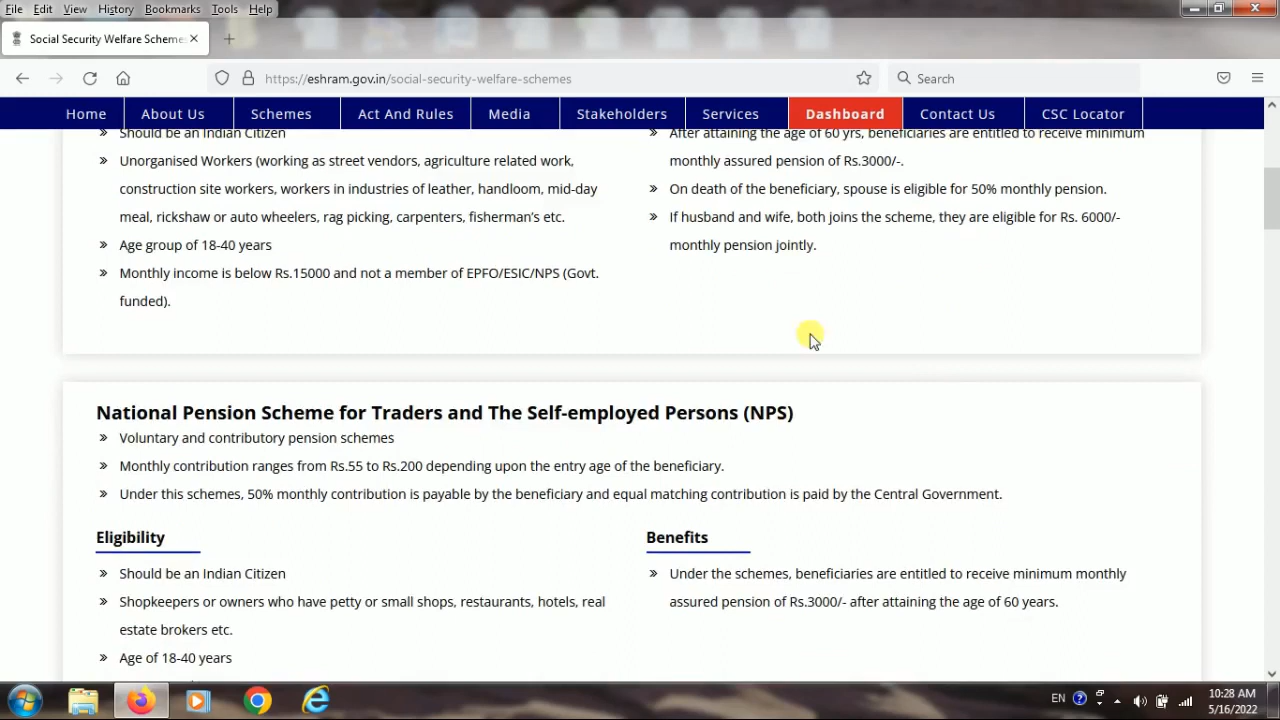 File Edit View History Bookmarks Tools Help
Social Security Welfare Scheme
https://eshram.gov.in/social-security-welfare-schemes
Search
Home About Us Schemes Act And Rules Media Stakeholders Services Dashboard Contact Us CSC Locator
Should be an Indian Citizen
Unorganised Workers (working as street vendors, agriculture related work,
construction site workers, workers in industries of leather, handloom, mid-day
meal, rickshaw or auto wheelers, rag picking, carpenters, fisherman's etc.
Age group of 18-40 years
Monthly income is below Rs.15000 and not a member of EPFO/ESIC/NPS (Govt.
funded).
After attaining the age of 60 yrs, beneficiaries are entitled to receive minimum
monthly assured pension of Rs.3000/-.
On death of the beneficiary, spouse is eligible for 50% monthly pension.
If husband and wife, both joins the scheme, they are eligible for Rs. 6000/-
monthly pension jointly.
National Pension Scheme for Traders and The Self-employed Persons (NPS)
Voluntary and contributory pension schemes
Monthly contribution ranges from Rs.55 to Rs.200 depending upon the entry age of the beneficiary.
Under this schemes, 50% monthly contribution is payable by the beneficiary and equal matching contribution is paid by the Central Government.
Eligibility
Should be an Indian Citizen
Shopkeepers or owners who have petty or small shops, restaurants, hotels, real
estate brokers etc.
Age of 18-40 years
Benefits
Under the schemes, beneficiaries are entitled to receive minimum monthly
assured pension of Rs.3000/- after attaining the age of 60 years.
EN
10:28 AM
5/16/2022